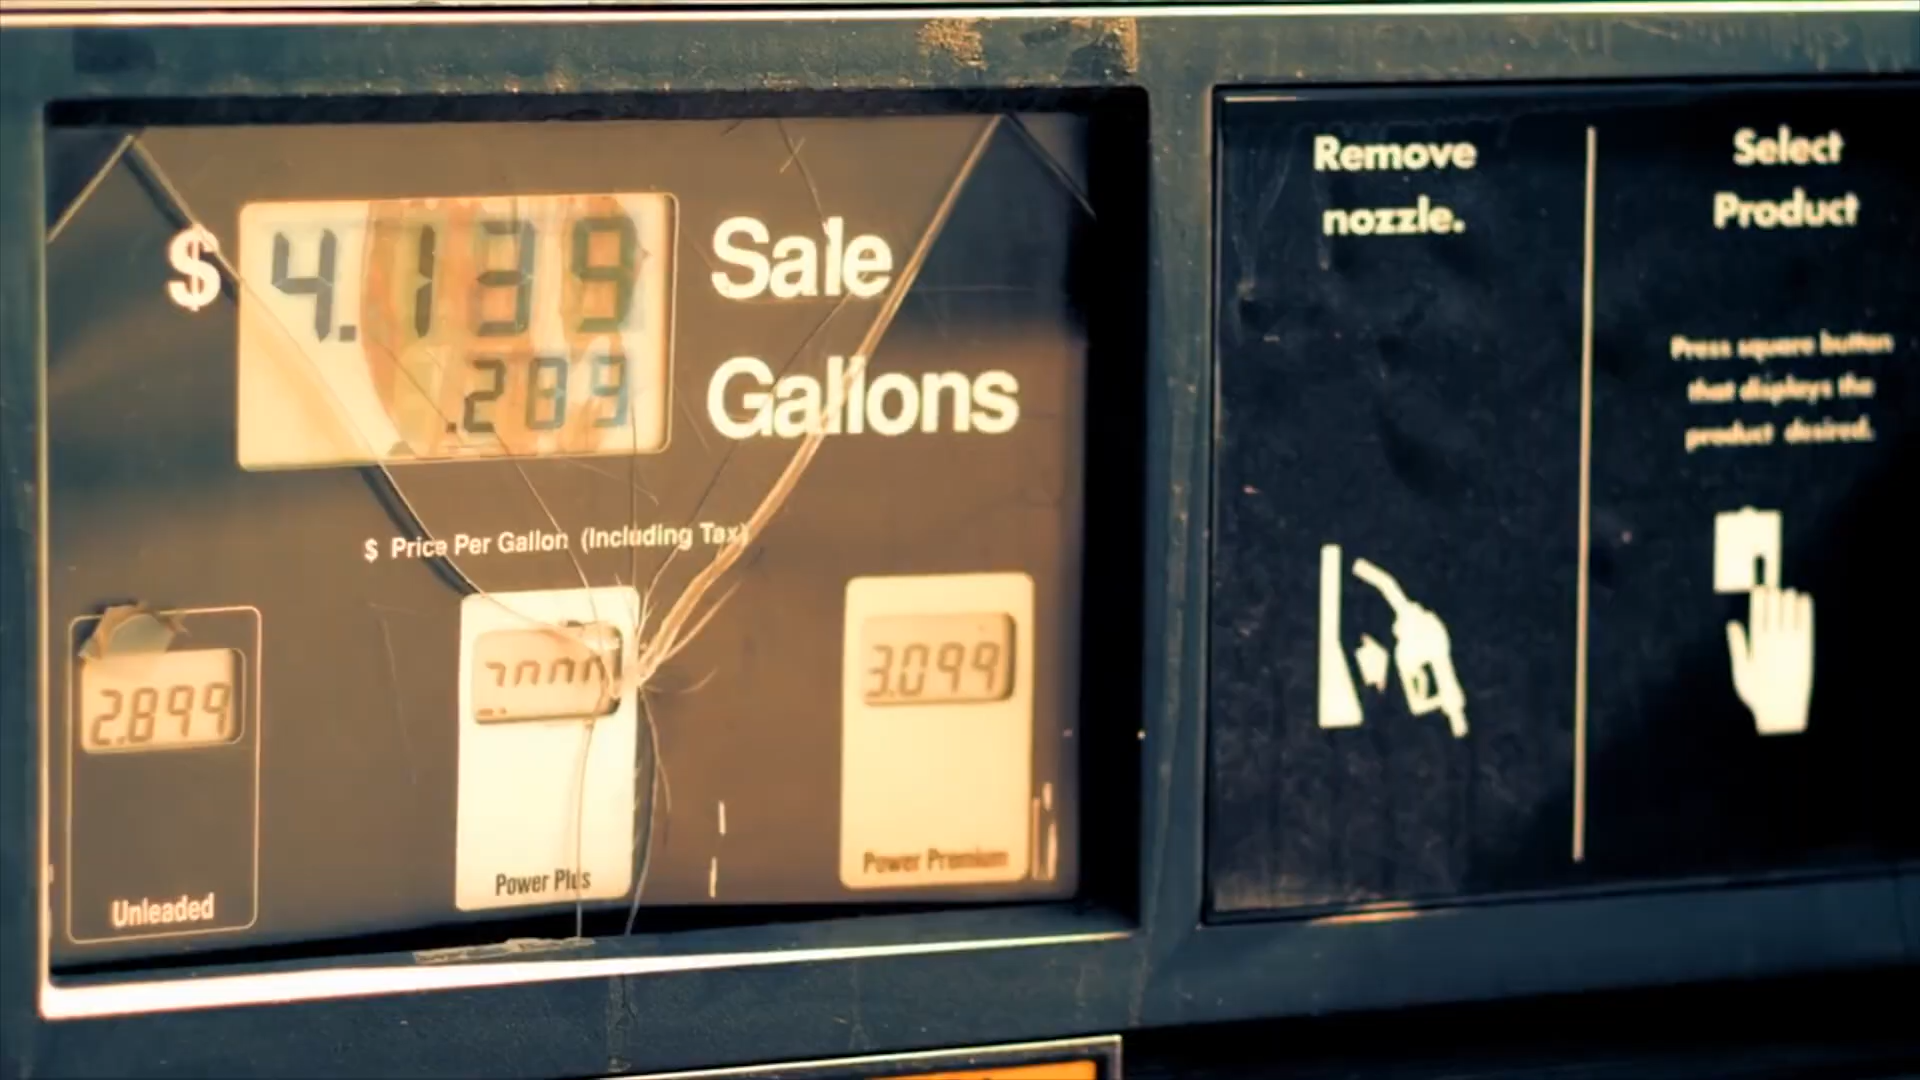 $ 4.139 Sale
.289 Gallons
$ Price Per Gallon (Including Tax)
2.899
3.099
Unleaded
Power Plus
Power Premium
Remove
nozzle.
Select
Product
Press square button
that displays the
product desired.